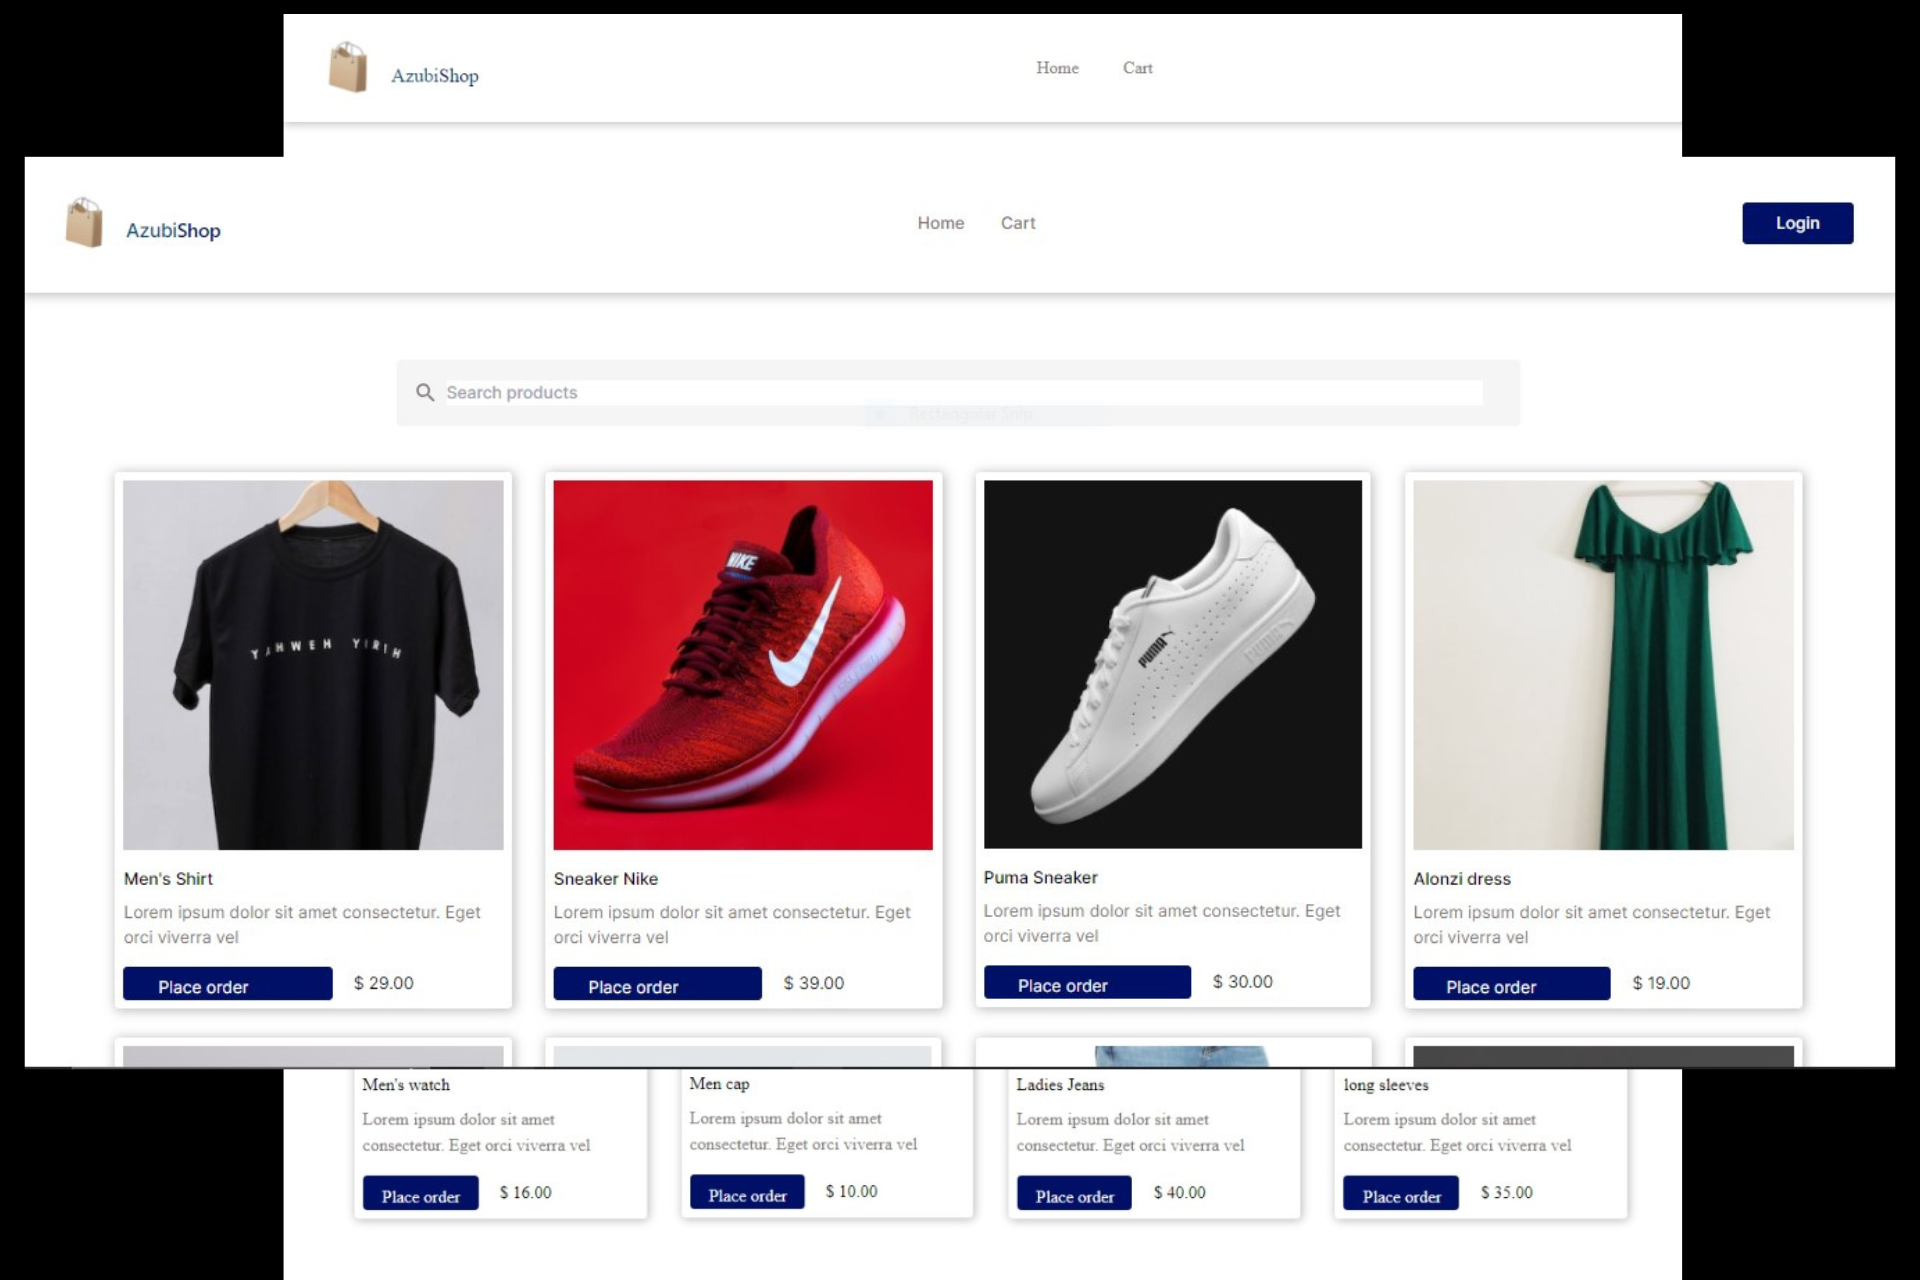 AzubiShop
Home Cart
AzubiShop
Home Cart
Login
Search products
Rectangular Snip
YAHWEH YIREH
NIKE
PUMA
Men's Shirt
Lorem ipsum dolor sit amet consectetur. Eget
orci viverra vel
Place order $ 29.00
Sneaker Nike
Lorem ipsum dolor sit amet consectetur. Eget
orci viverra vel
Place order $ 39.00
Puma Sneaker
Lorem ipsum dolor sit amet consectetur. Eget
orci viverra vel
Place order $ 30.00
Alonzi dress
Lorem ipsum dolor sit amet consectetur. Eget
orci viverra vel
Place order $ 19.00
Men's watch
Lorem ipsum dolor sit amet
consectetur. Eget orci viverra vel
Place order $ 16.00
Men cap
Lorem ipsum dolor sit amet
consectetur. Eget orci viverra vel
Place order $ 10.00
Ladies Jeans
Lorem ipsum dolor sit amet
consectetur. Eget orci viverra vel
Place order $ 40.00
long sleeves
Lorem ipsum dolor sit amet
consectetur. Eget orci viverra vel
Place order $ 35.00